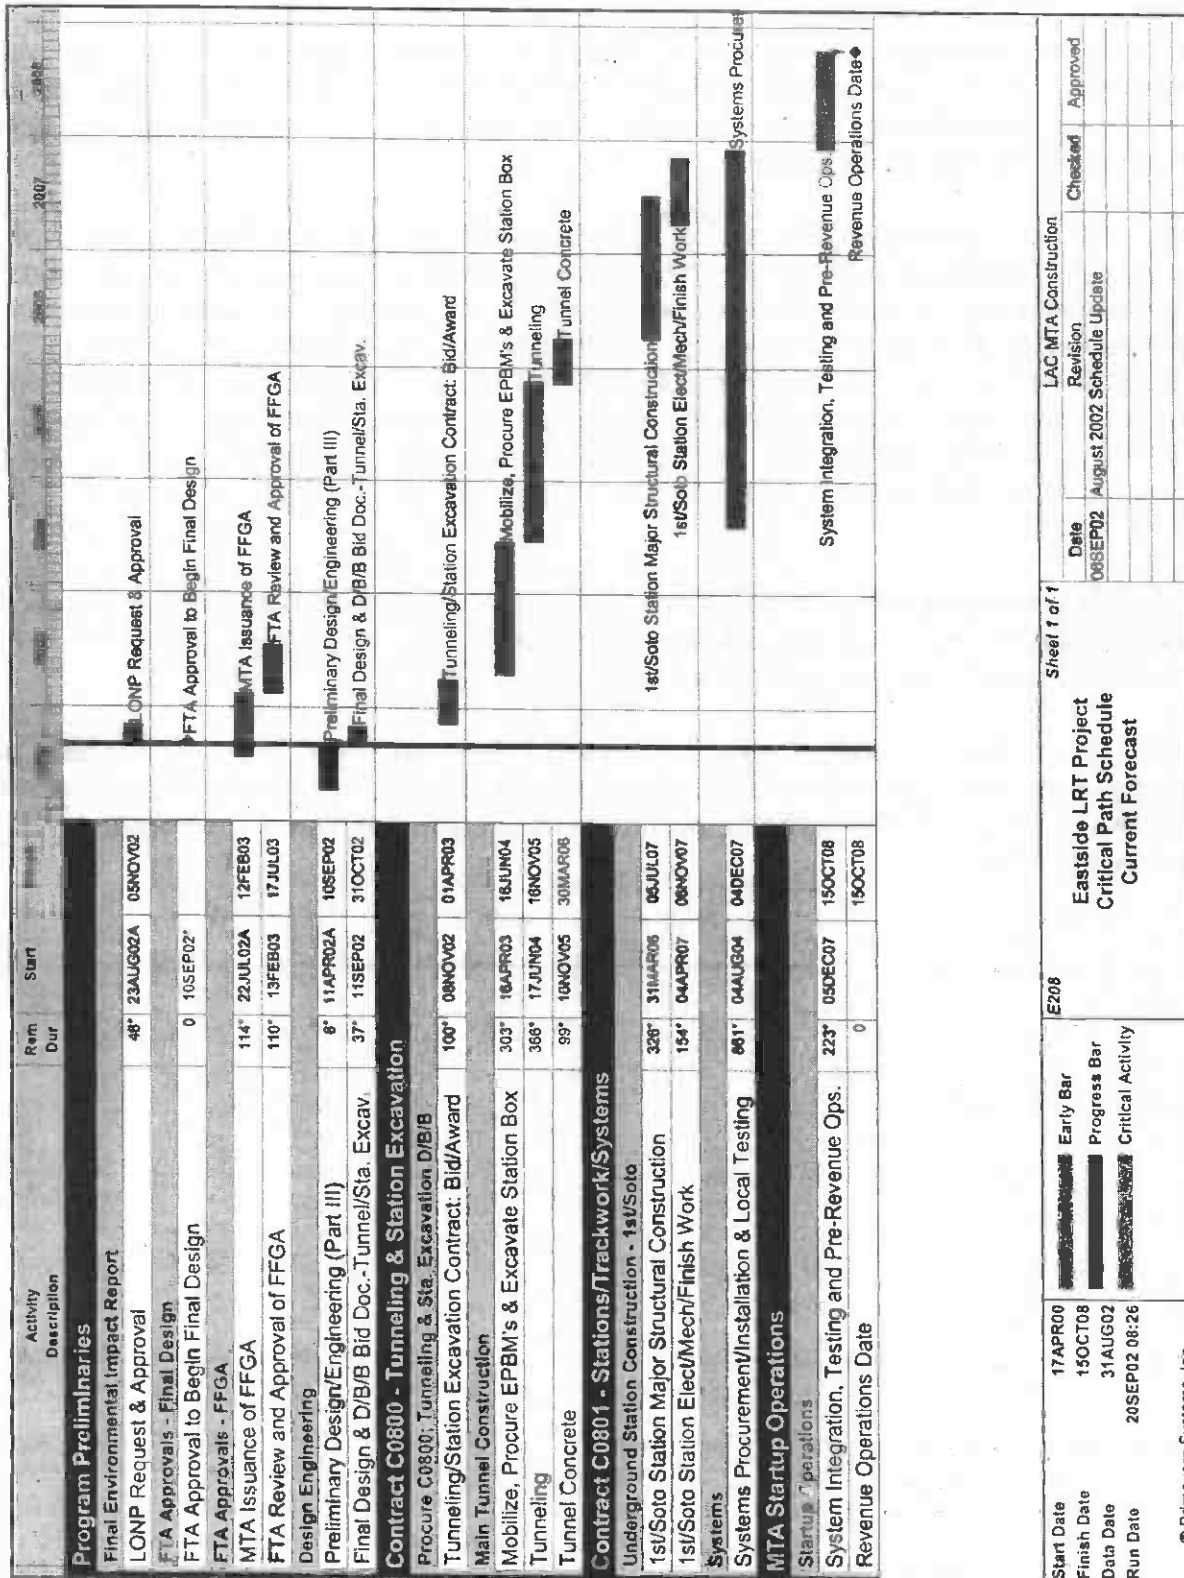 Activity Description Rem Dur Start 2007
Program Preliminaries
Final Environmental Impact Report
LONP Request & Approval 48* 23AUG02A 05NOV02 LONP Request & Approval
FTA Approvals - Final Design
FTA Approval to Begin Final Design 0 10SEP02* FTA Approval to Begin Final Design
FTA Approvals - FFGA
MTA Issuance of FFGA 114* 22JUL02A 12FEB03 MTA Issuance of FFGA
FTA Review and Approval of FFGA 110* 13FEB03 17JUL03 FTA Review and Approval of FFGA
Design Engineering
Preliminary Design/Engineering (Part III) 6* 11APR02A 10SEP02 Preliminary Design/Engineering (Part III)
Final Design & D/B/B Bid Doc.-Tunnel/Sta. Excav. 37* 11SEP02 31OCT02 Final Design & D/B/B Bid Doc.-Tunnel/Sta. Excav.
Contract C0800 - Tunneling & Station Excavation
Procure C0800; Tunneling & Sta. Excavation D/B/B
Tunneling/Station Excavation Contract: Bid/Award 100* 08NOV02 01APR03 Tunneling/Station Excavation Contract: Bid/Award
Main Tunnel Construction
Mobilize, Procure EPBM's & Excavate Station Box 303* 16APR03 16JUN04 Mobilize, Procure EPBM's & Excavate Station Box
Tunneling 366* 17JUN04 18NOV05 Tunneling
Tunnel Concrete 99* 10NOV05 30MAR06 Tunnel Concrete
Contract C0801 - Stations/Trackwork/Systems
Underground Station Construction - 1st/Soto
1st/Soto Station Major Structural Construction 326* 31MAR06 06JUL07 1st/Soto Station Major Structural Construction
1st/Soto Station Elect/Mech/Finish Work 154* 04APR07 06NOV07 1st/Soto Station Elect/Mech/Finish Work
Systems
Systems Procurement/Installation & Local Testing 861* 04AUG04 04DEC07 Systems Procurem
MTA Startup Operations
Startup Operations
System Integration, Testing and Pre-Revenue Ops. 223* 05DEC07 15OCT08 System Integration, Testing and Pre-Revenue Ops.
Revenue Operations Date 0 15OCT08 Revenue Operations Date
Start Date 17APR00
Finish Date 15OCT08
Data Date 31AUG02
Run Date 20SEP02 08:26
Early Bar
Progress Bar
Critical Activity
E208
Sheet 1 of 1
Eastside LRT Project
Critical Path Schedule
Current Forecast
LAC MTA Construction
Date Revision Checked Approved
06SEP02 August 2002 Schedule Update